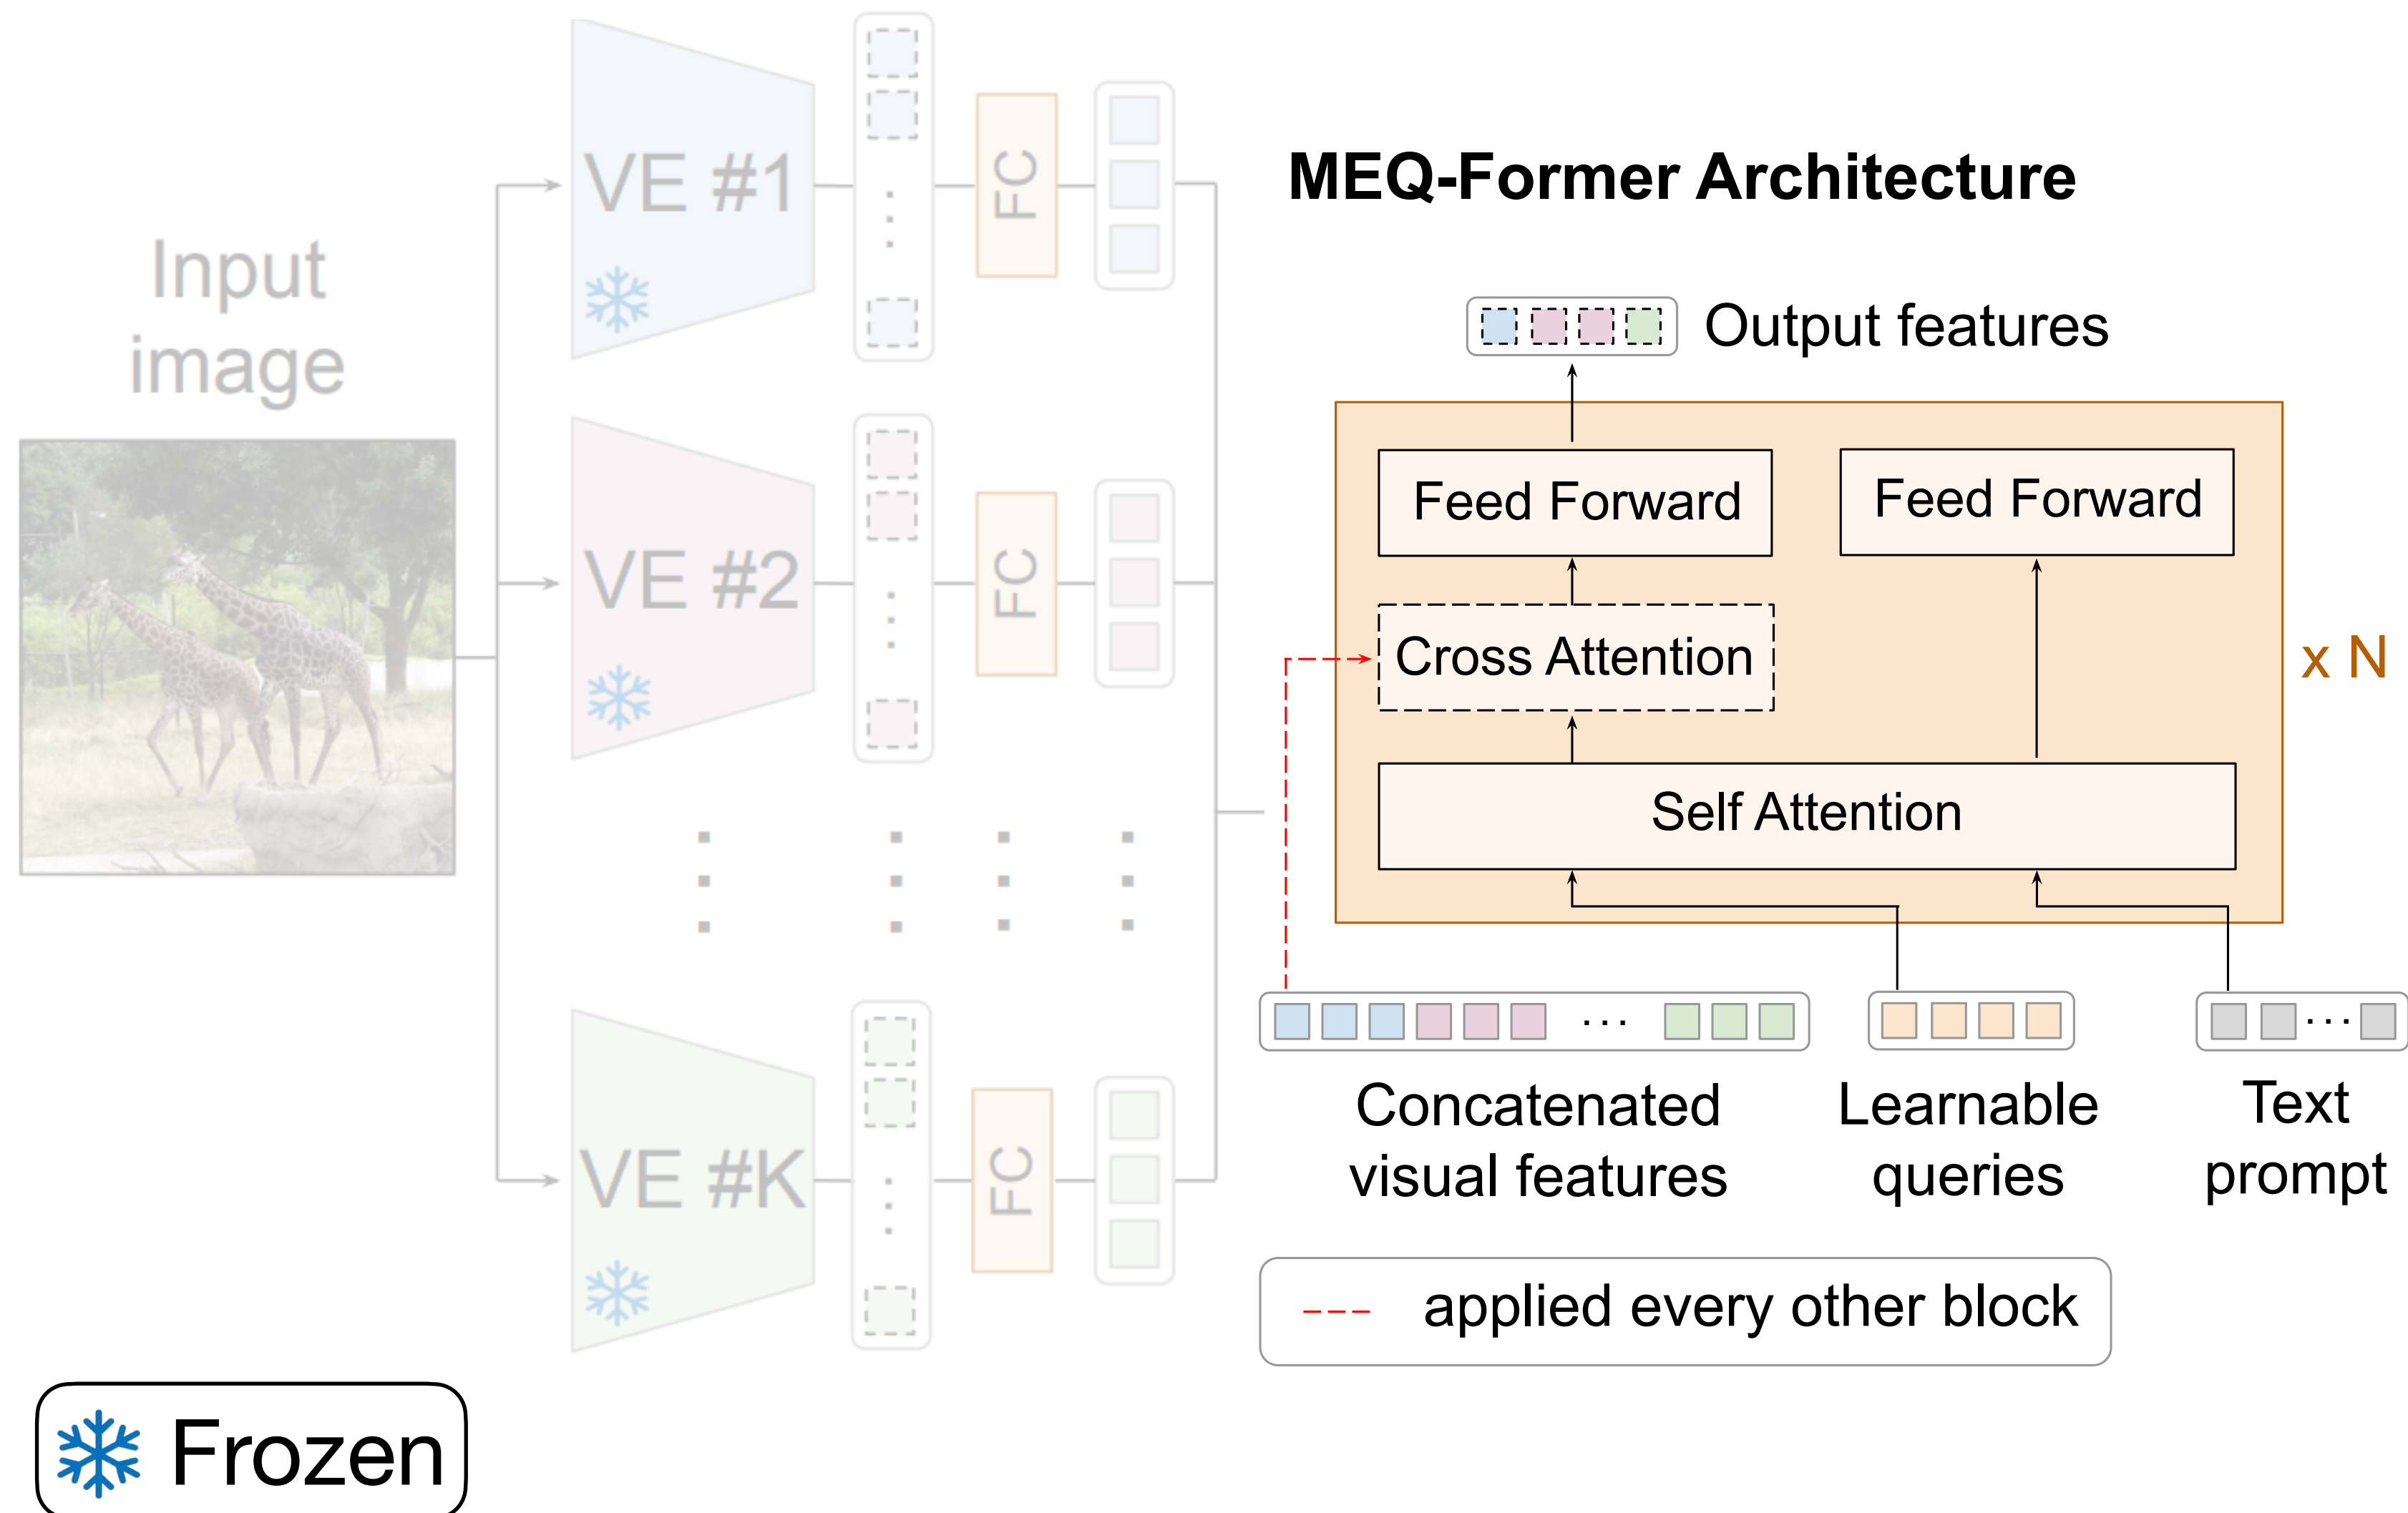 Input
image
VE #1
FC
VE #2
FC
VE #K
FC
Frozen
MEQ-Former Architecture
Output features
Feed Forward
Feed Forward
Cross Attention
x N
Self Attention
Concatenated
visual features
Learnable
queries
Text
prompt
applied every other block